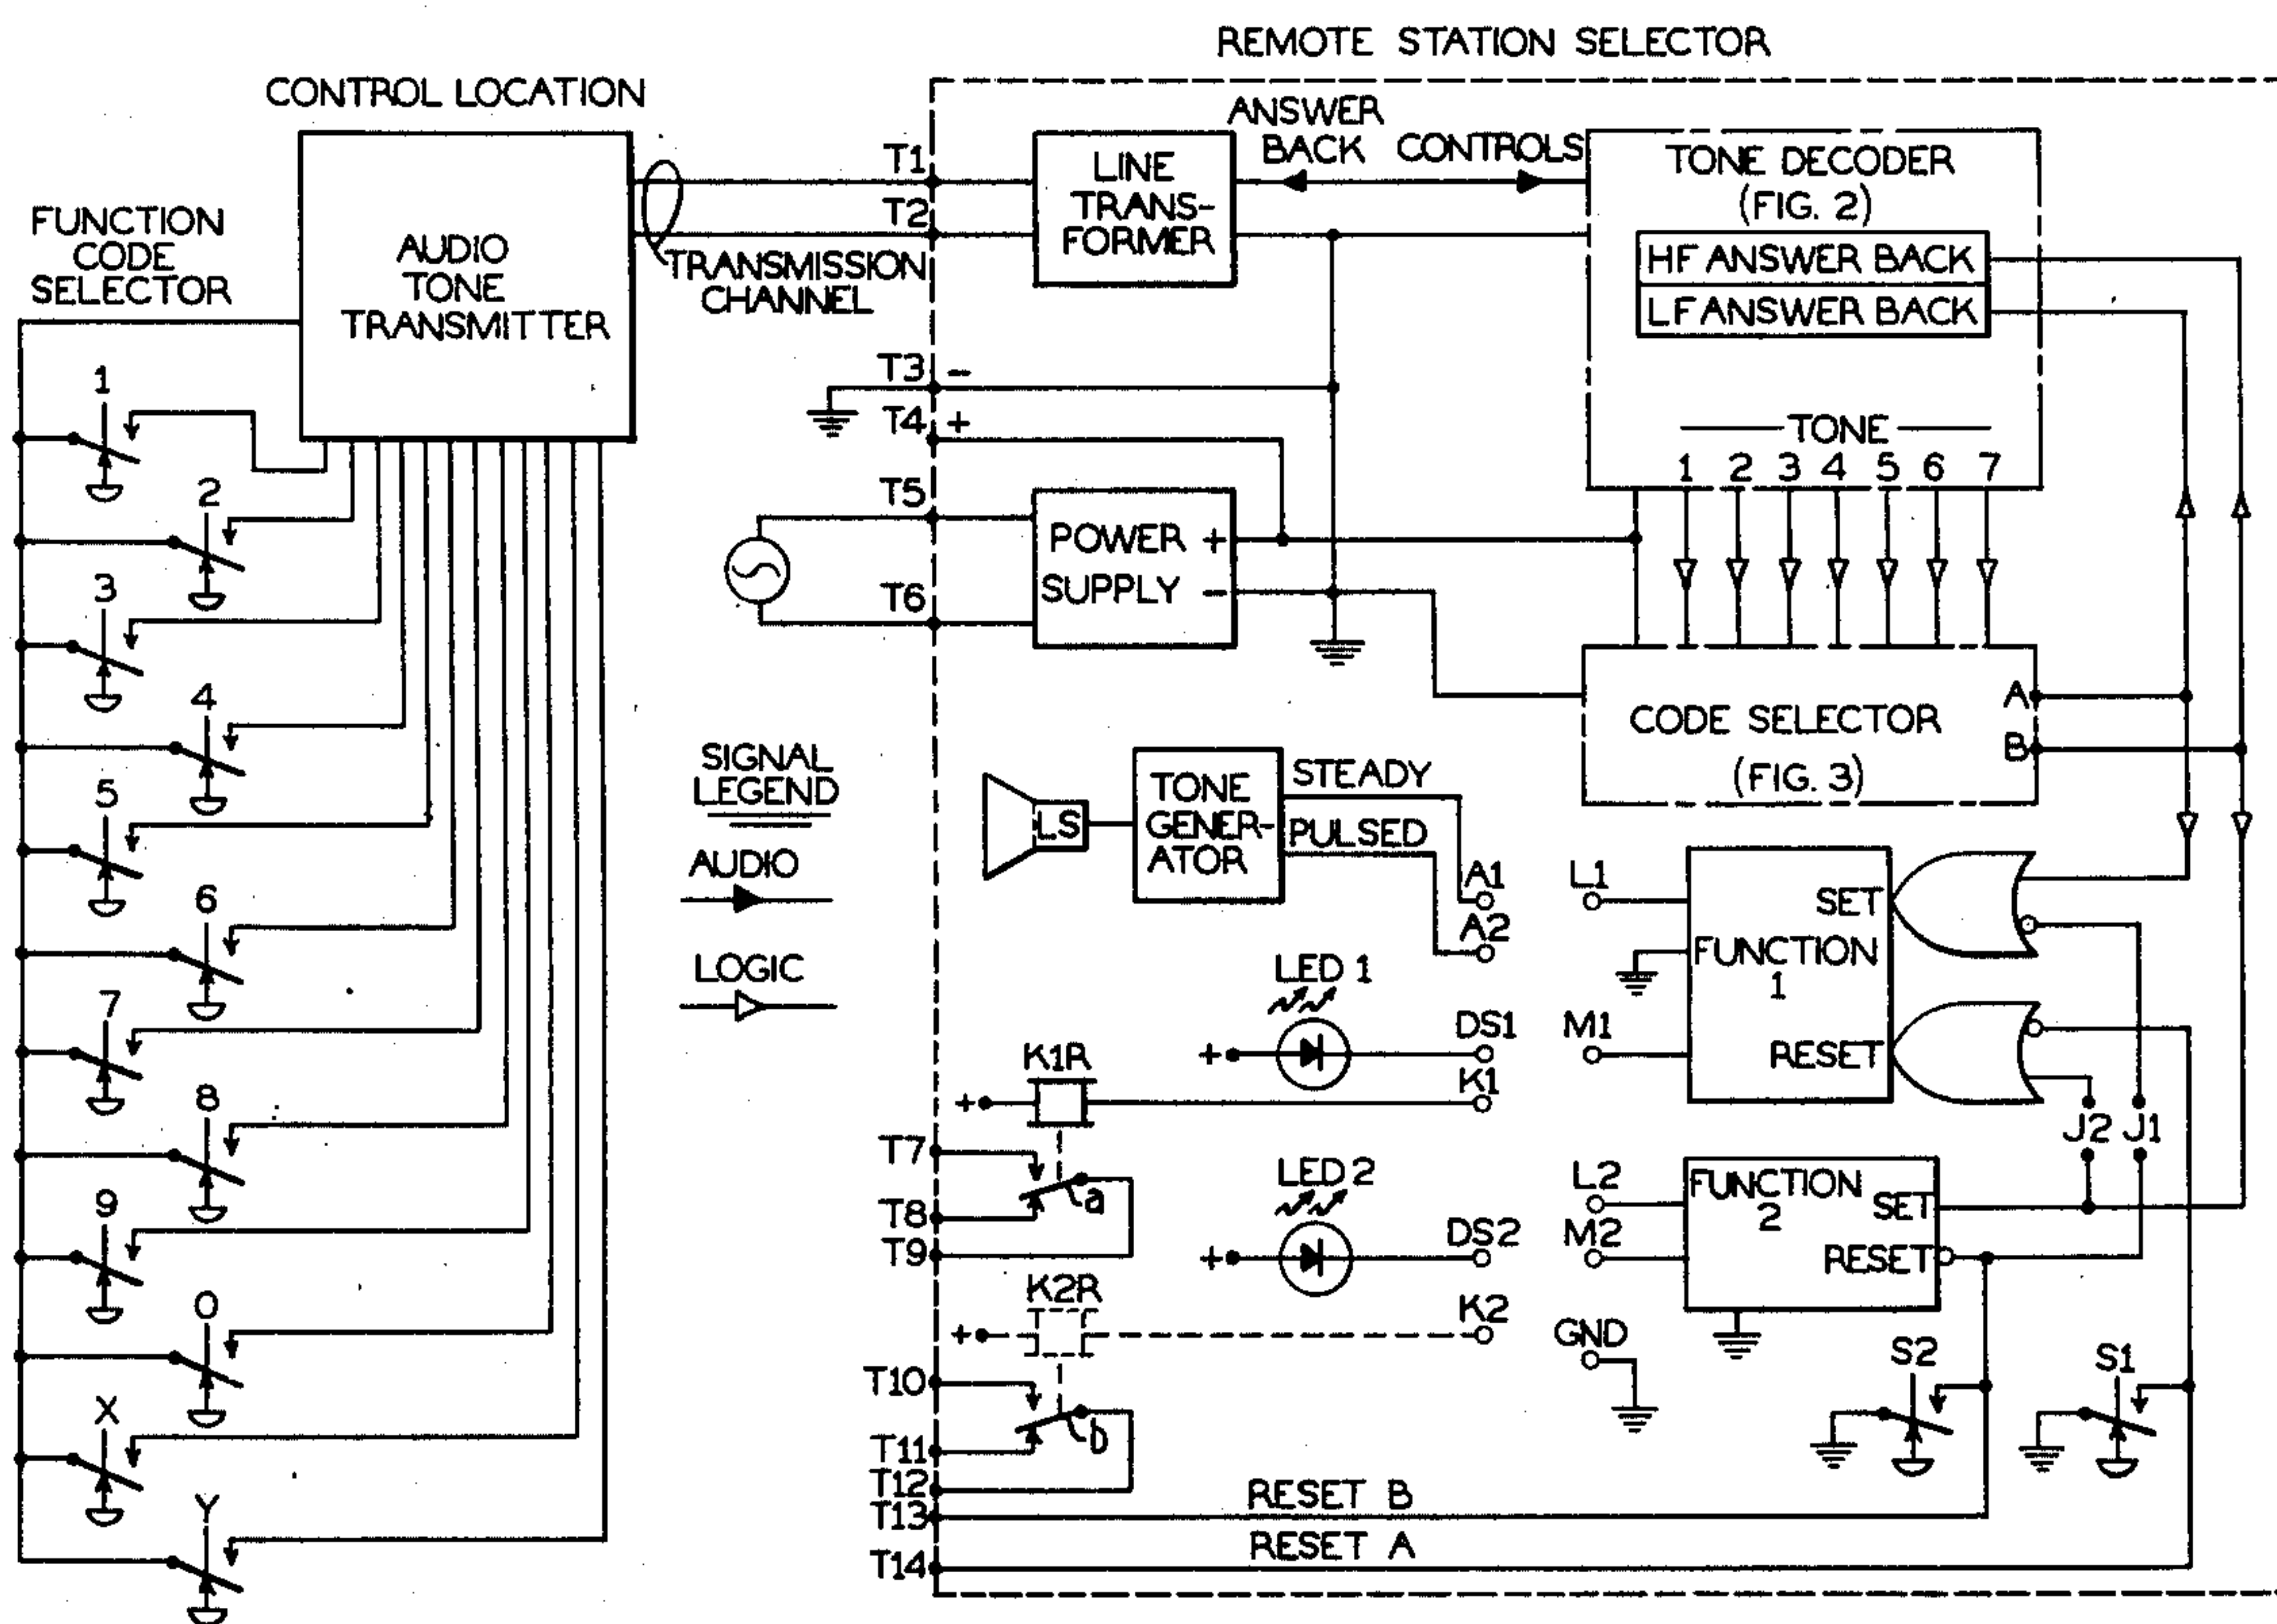 REMOTE STATION SELECTOR
CONTROL LOCATION
FUNCTION
CODE
SELECTOR
AUDIO
TONE
TRANSMITTER
1
2
3
4
5
6
7
8
9
0
X
Y
TRANSMISSION
CHANNEL
SIGNAL
LEGEND
AUDIO
LOGIC
T1
T2
T3 -
T4 +
T5
T6
LINE
TRANS-
FORMER
ANSWER
BACK CONTROLS
TONE DECODER
(FIG. 2)
HF ANSWER BACK
LF ANSWER BACK
TONE
1 2 3 4 5 6 7
POWER +
SUPPLY -
CODE SELECTOR
(FIG. 3)
A
B
LS
TONE
GENER-
ATOR
STEADY
PULSED
A1
A2
LED 1
+
DS1
K1R
+
K1
T7
T8
T9
a
LED 2
+
DS2
K2R
+
K2
T10
T11
T12
b
T13
RESET B
T14
RESET A
L1
M1
SET
FUNCTION
1
RESET
J2 J1
L2
M2
FUNCTION
2
SET
RESET
GND
S2
S1